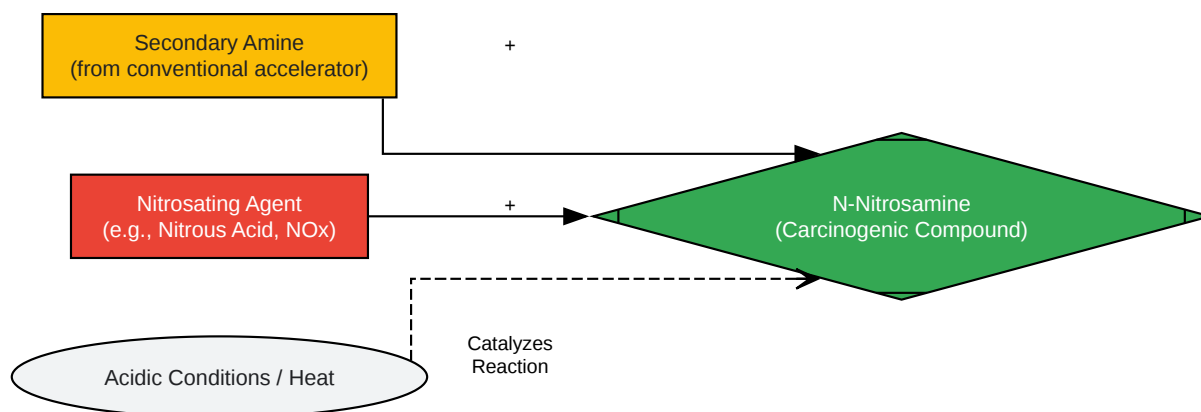 Secondary Amine
(from conventional accelerator)
+
Nitrosating Agent
(e.g., Nitrous Acid, NOx)
+
N-Nitrosamine
(Carcinogenic Compound)
Catalyzes
Reaction
Acidic Conditions / Heat